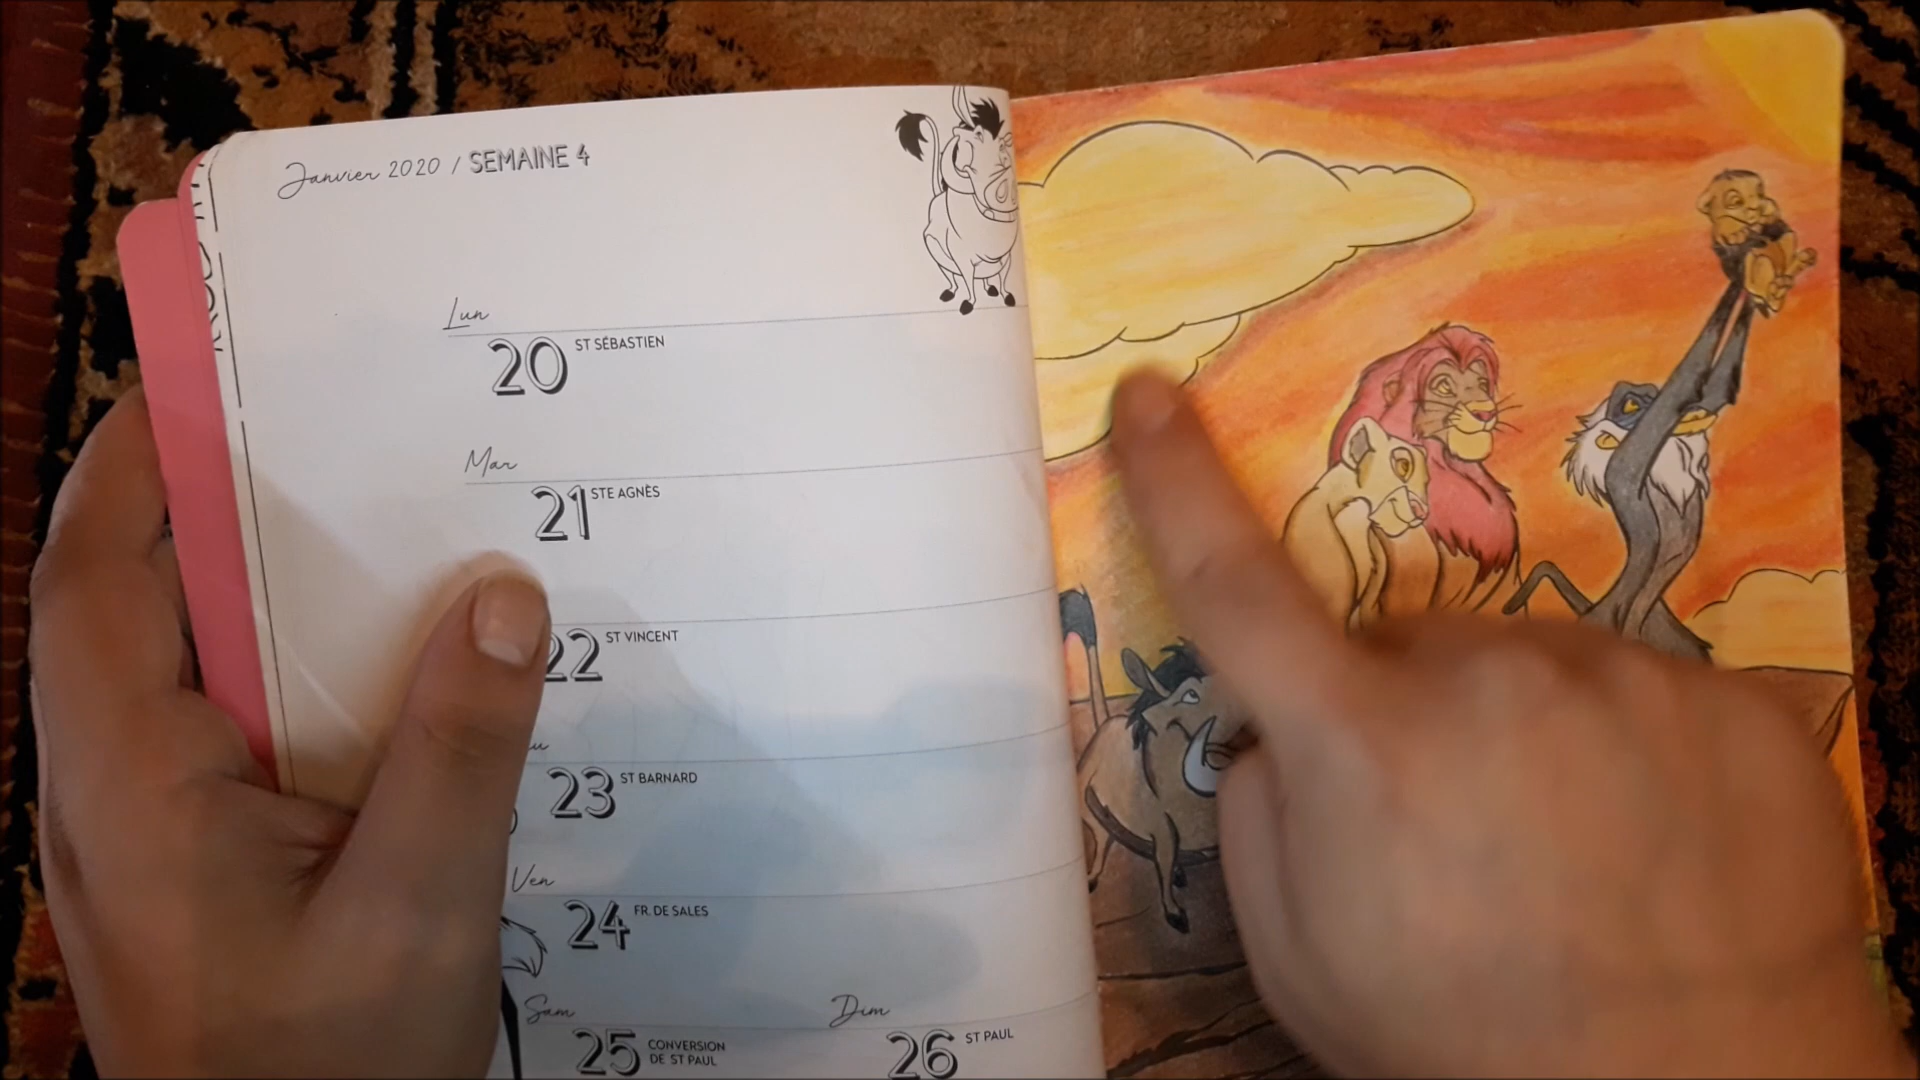 Janvier 2020 / SEMAINE 4
Lun
20 ST SÉBASTIEN
Mar
21 STE AGNÈS
22 ST VINCENT
23 ST BARNARD
Ven
24 FR. DE SALES
Sam
25 CONVERSION
DE ST PAUL
Dim
26 ST PAUL